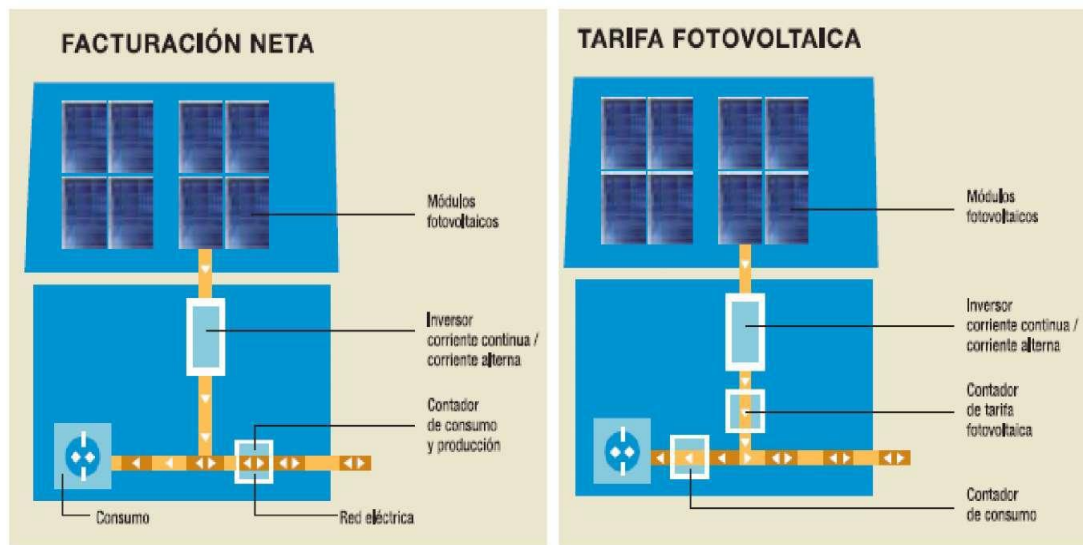 FACTURACIÓN NETA
Módulos
fotovoltaicos
Inversor
corriente continua /
corriente alterna
Contador
de consumo
y producción
Consumo
Red eléctrica
TARIFA FOTOVOLTAICA
Módulos
fotovoltaicos
Inversor
corriente continua /
corriente alterna
Contador
de tarifa
fotovoltaica
Contador
de consumo